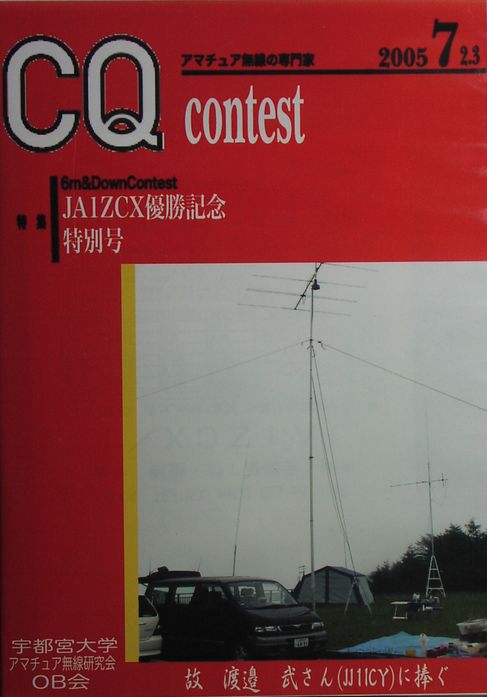 CQ
アマチュア無線の専門家
2005 7 2.3
contest
6m&DownContest
特集
JA1ZCX優勝記念
特別号
宇都宮大学
アマチュア無線研究会
OB会
故 渡邉 武さん(JJ1ICY)に捧ぐ